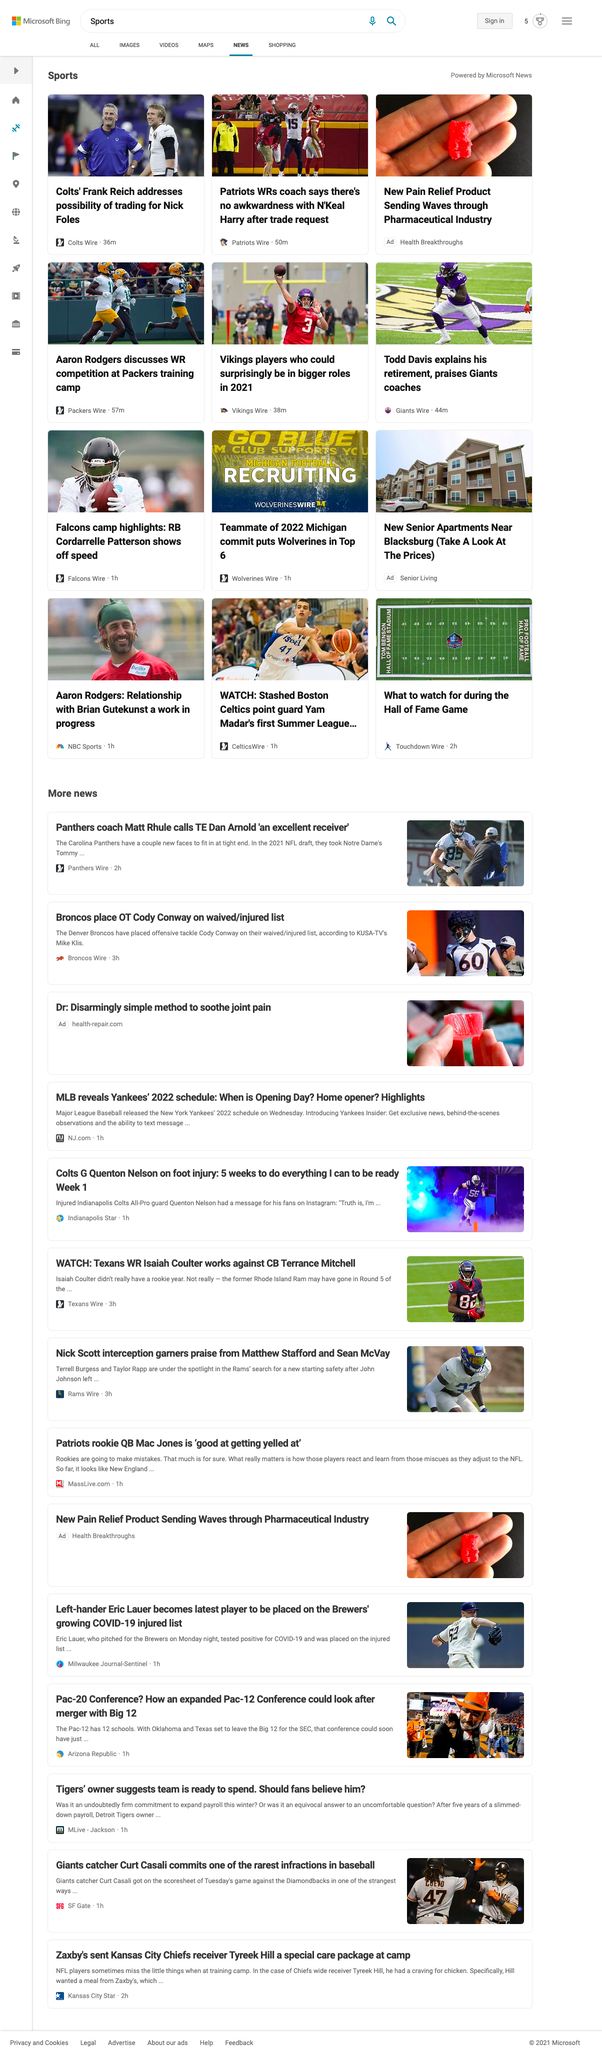 Microsoft Bing
Sports
Sign in
5
ALL IMAGES VIDEOS MAPS NEWS SHOPPING
Sports
Powered by Microsoft News
Colts' Frank Reich addresses
possibility of trading for Nick
Foles
Colts Wire · 36m
Patriots WRs coach says there's
no awkwardness with N'Keal
Harry after trade request
Patriots Wire · 50m
New Pain Relief Product
Sending Waves through
Pharmaceutical Industry
Ad Health Breakthroughs
Aaron Rodgers discusses WR
competition at Packers training
camp
Packers Wire · 57m
3
Vikings players who could
surprisingly be in bigger roles
in 2021
Vikings Wire · 38m
Todd Davis explains his
retirement, praises Giants
coaches
Giants Wire · 44m
Falcons camp highlights: RB
Cordarrelle Patterson shows
off speed
Falcons Wire · 1h
GO BLUE
M CLUB SUPPORTS YOU
MICHIGAN FOOTBALL
RECRUITING
WOLVERINESWIRE
Teammate of 2022 Michigan
commit puts Wolverines in Top
6
Wolverines Wire · 1h
New Senior Apartments Near
Blacksburg (Take A Look At
The Prices)
Ad Senior Living
Aaron Rodgers: Relationship
with Brian Gutekunst a work in
progress
NBC Sports · 1h
41
WATCH: Stashed Boston
Celtics point guard Yam
Madar's first Summer League...
CelticsWire · 1h
TOM BENSON
HALL OF FAME STADIUM
PRO FOOTBALL
HALL OF FAME
What to watch for during the
Hall of Fame Game
Touchdown Wire · 2h
More news
Panthers coach Matt Rhule calls TE Dan Arnold 'an excellent receiver'
The Carolina Panthers have a couple new faces to fit in at tight end. In the 2021 NFL draft, they took Notre Dame's
Tommy ...
Panthers Wire · 2h
85
Broncos place OT Cody Conway on waived/injured list
The Denver Broncos have placed offensive tackle Cody Conway on their waived/injured list, according to KUSA-TV's
Mike Klis.
Broncos Wire · 3h
60
Dr: Disarmingly simple method to soothe joint pain
Ad health-repair.com
MLB reveals Yankees' 2022 schedule: When is Opening Day? Home opener? Highlights
Major League Baseball released the New York Yankees' 2022 schedule on Wednesday. Introducing Yankees Insider: Get exclusive news, behind-the-scenes
observations and the ability to text message ...
NJ.com · 1h
Colts G Quenton Nelson on foot injury: 5 weeks to do everything I can to be ready
Week 1
Injured Indianapolis Colts All-Pro guard Quenton Nelson had a message for his fans on Instagram: "Truth is, I'm ...
Indianapolis Star · 1h
WATCH: Texans WR Isaiah Coulter works against CB Terrance Mitchell
Isaiah Coulter didn't really have a rookie year. Not really — the former Rhode Island Ram may have gone in Round 5 of the
the ...
Texans Wire · 3h
82
Nick Scott interception garners praise from Matthew Stafford and Sean McVay
Terrell Burgess and Taylor Rapp are under the spotlight in the Rams' search for a new starting safety after John
Johnson left ...
Rams Wire · 3h
Patriots rookie QB Mac Jones is 'good at getting yelled at'
Rookies are going to make mistakes. That much is for sure. What really matters is how those players react and learn from those miscues as they adjust to the NFL.
So far, it looks like New England ...
MassLive.com · 1h
New Pain Relief Product Sending Waves through Pharmaceutical Industry
Ad Health Breakthroughs
Left-hander Eric Lauer becomes latest player to be placed on the Brewers'
growing COVID-19 injured list
Eric Lauer, who pitched for the Brewers on Monday night, tested positive for COVID-19 and was placed on the injured
list ...
Milwaukee Journal-Sentinel · 1h
52
Pac-20 Conference? How an expanded Pac-12 Conference could look after
merger with Big 12
The Pac-12 has 12 schools. With Oklahoma and Texas set to leave the Big 12 for the SEC, that conference could soon
have just ...
Arizona Republic · 1h
Tigers' owner suggests team is ready to spend. Should fans believe him?
Was it an undoubtedly firm commitment to expand payroll this winter? Or was it an equivocal answer to an uncomfortable question? After five years of a slimmed-
down payroll, Detroit Tigers owner ...
MLive - Jackson · 1h
Giants catcher Curt Casali commits one of the rarest infractions in baseball
Giants catcher Curt Casali got on the scoresheet of Tuesday's game against the Diamondbacks in one of the strangest
ways ...
SF Gate · 1h
CUETO
47
Zaxby's sent Kansas City Chiefs receiver Tyreek Hill a special care package at camp
NFL players sometimes miss the little things when at training camp. In the case of Chiefs wide receiver Tyreek Hill, he had a craving for chicken. Specifically, Hill
wanted a meal from Zaxby's, which ...
Kansas City Star · 2h
Privacy and Cookies Legal Advertise About our ads Help Feedback
© 2021 Microsoft